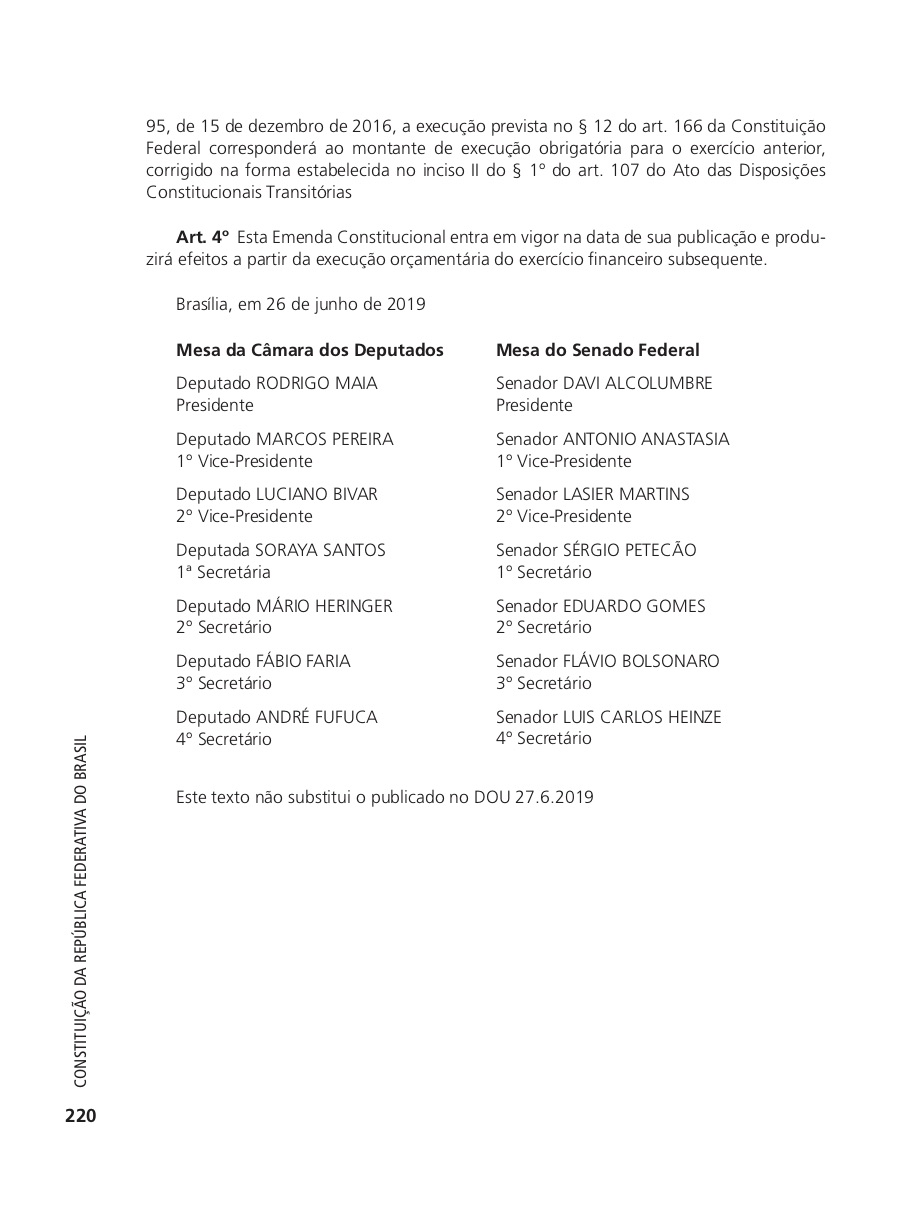 95, de 15 de dezembro de 2016, a execução prevista no § 12 do art. 166 da Constituição
Federal corresponderá ao montante de execução obrigatória para o exercício anterior,
corrigido na forma estabelecida no inciso II do § 1º do art. 107 do Ato das Disposições
Constitucionais Transitórias
Art. 4º Esta Emenda Constitucional entra em vigor na data de sua publicação e produ-
zirá efeitos a partir da execução orçamentária do exercício financeiro subsequente.
Brasília, em 26 de junho de 2019
Mesa da Câmara dos Deputados
Deputado RODRIGO MAIA
Presidente
Deputado MARCOS PEREIRA
1º Vice-Presidente
Deputado LUCIANO BIVAR
2º Vice-Presidente
Deputada SORAYA SANTOS
1ª Secretária
Deputado MÁRIO HERINGER
2º Secretário
Deputado FÁBIO FARIA
3º Secretário
Deputado ANDRÉ FUFUCA
4º Secretário
Mesa do Senado Federal
Senador DAVI ALCOLUMBRE
Presidente
Senador ANTONIO ANASTASIA
1º Vice-Presidente
Senador LASIER MARTINS
2º Vice-Presidente
Senador SÉRGIO PETECÃO
1º Secretário
Senador EDUARDO GOMES
2º Secretário
Senador FLÁVIO BOLSONARO
3º Secretário
Senador LUIS CARLOS HEINZE
4º Secretário
Este texto não substitui o publicado no DOU 27.6.2019
CONSTITUIÇÃO DA REPÚBLICA FEDERATIVA DO BRASIL
220